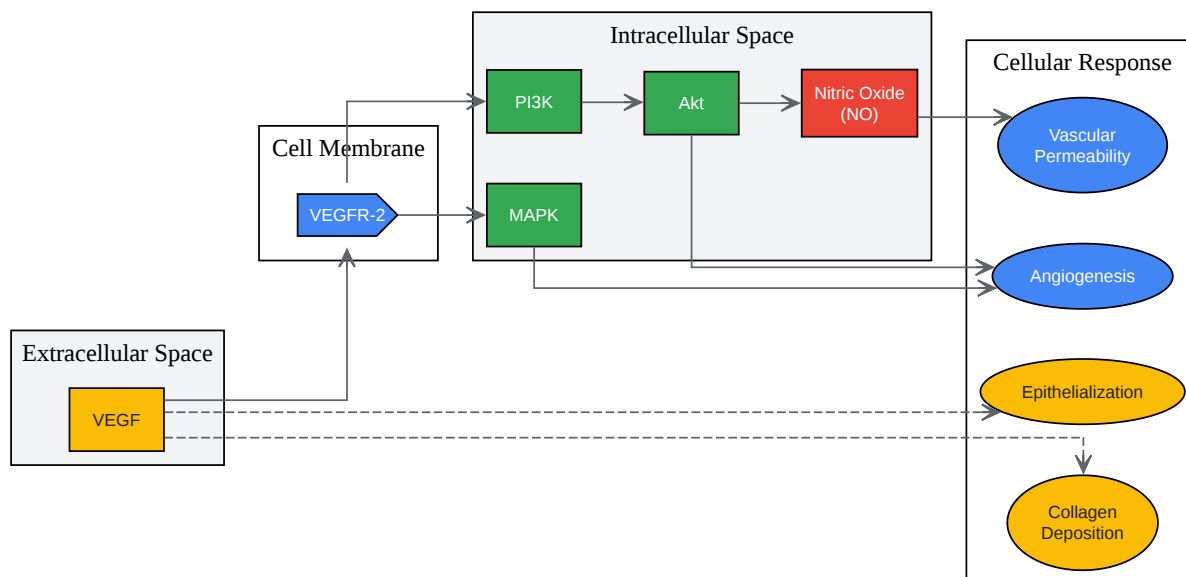 Intracellular Space
Cellular Response
PI3K
Akt
Nitric Oxide
(NO)
Vascular
Permeability
Cell Membrane
VEGFR-2
MAPK
Angiogenesis
Extracellular Space
VEGF
Epithelialization
Collagen
Deposition